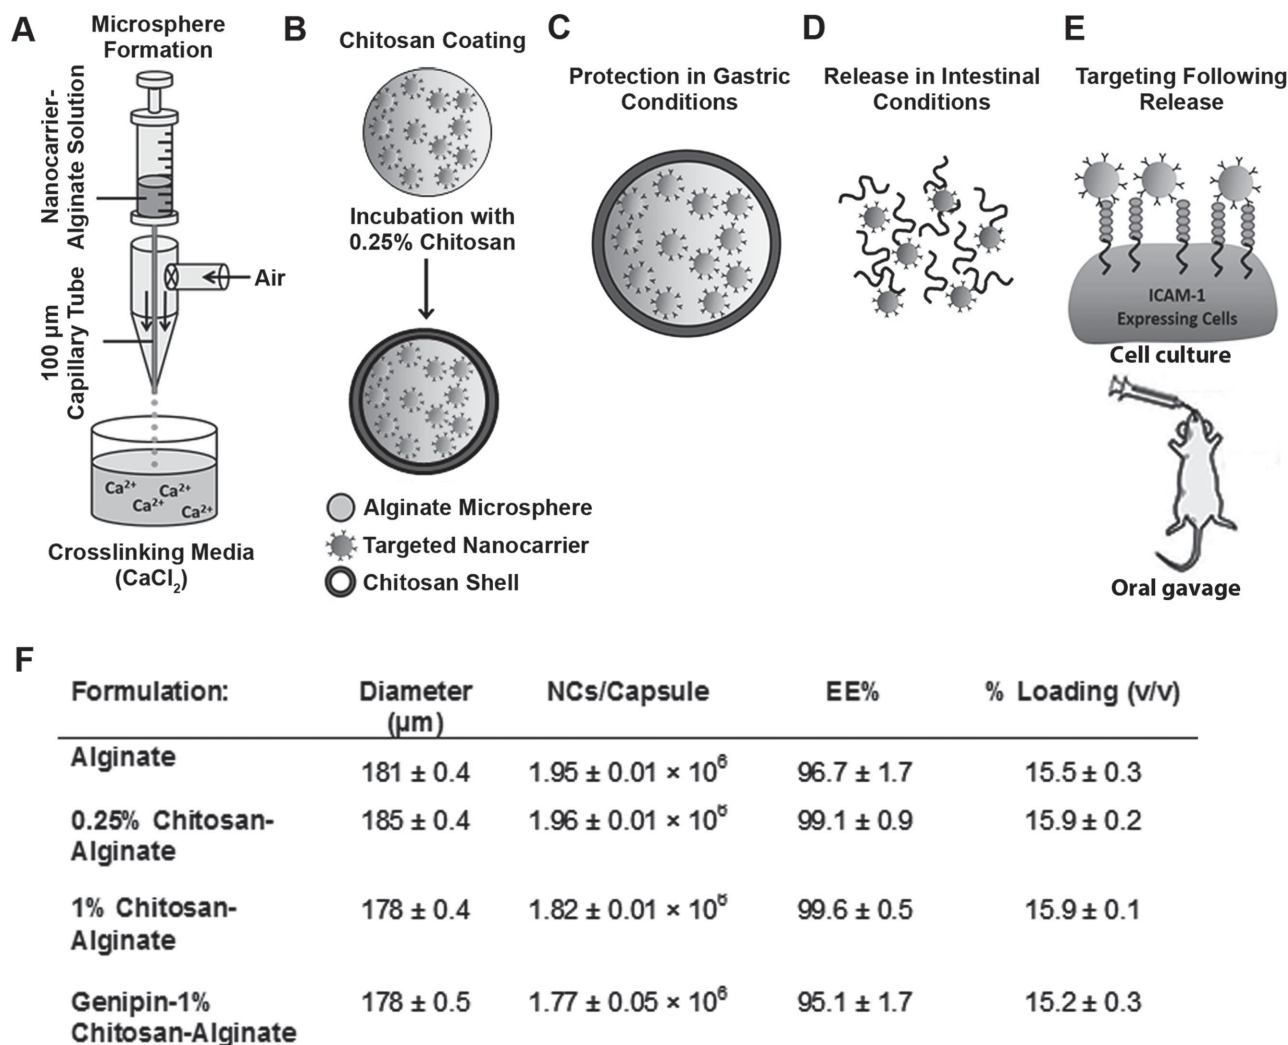 A
Microsphere
Formation
Nanocarrier-
Alginate Solution
100 µm
Capillary Tube
Air
Ca²⁺
Ca²⁺
Ca²⁺
Ca²⁺
Crosslinking Media
(CaCl₂)
B
Chitosan Coating
Incubation with
0.25% Chitosan
Alginate Microsphere
Targeted Nanocarrier
Chitosan Shell
C
Protection in Gastric
Conditions
D
Release in Intestinal
Conditions
E
Targeting Following
Release
ICAM-1
Expressing Cells
Cell culture
Oral gavage
F
Formulation: Diameter (µm) NCs/Capsule EE% % Loading (v/v)
Alginate 181 ± 0.4 1.95 ± 0.01 × 10⁶ 96.7 ± 1.7 15.5 ± 0.3
0.25% Chitosan- 185 ± 0.4 1.96 ± 0.01 × 10⁶ 99.1 ± 0.9 15.9 ± 0.2
Alginate
1% Chitosan- 178 ± 0.4 1.82 ± 0.01 × 10⁶ 99.6 ± 0.5 15.9 ± 0.1
Alginate
Genipin-1% 178 ± 0.5 1.77 ± 0.05 × 10⁶ 95.1 ± 1.7 15.2 ± 0.3
Chitosan-Alginate